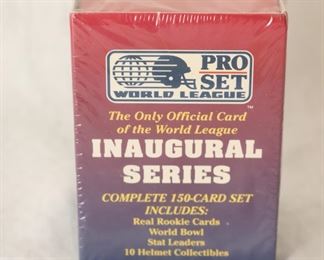 PRO
SET
WORLD LEAGUE
TM
The Only Official Card
of the World League
INAUGURAL
SERIES
COMPLETE 150-CARD SET
INCLUDES:
Real Rookie Cards
World Bowl
Stat Leaders
10 Helmet Collectibles